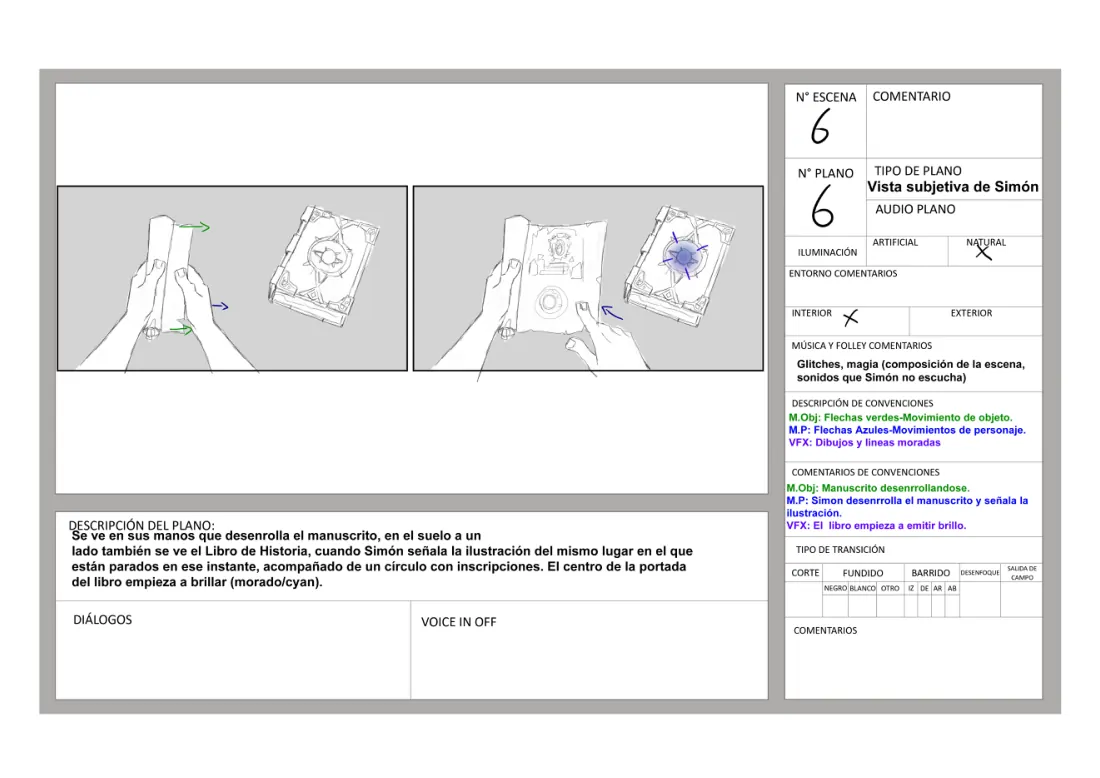 N° ESCENA
6
COMENTARIO
N° PLANO
6
TIPO DE PLANO
Vista subjetiva de Simón
AUDIO PLANO
ILUMINACIÓN
ARTIFICIAL
NATURAL
X
ENTORNO COMENTARIOS
INTERIOR X
EXTERIOR
MÚSICA Y FOLLEY COMENTARIOS
Glitches, magia (composición de la escena,
sonidos que Simón no escucha)
DESCRIPCIÓN DE CONVENCIONES
M.Obj: Flechas verdes-Movimiento de objeto.
M.P: Flechas Azules-Movimientos de personaje.
VFX: Dibujos y lineas moradas
COMENTARIOS DE CONVENCIONES
M.Obj: Manuscrito desenrrollandose.
M.P: Simon desenrrolla el manuscrito y señala la
ilustración.
VFX: El libro empieza a emitir brillo.
TIPO DE TRANSICIÓN
CORTE
FUNDIDO
BARRIDO
DESENFOQUE
SALIDA DE
CAMPO
NEGRO BLANCO OTRO IZ DE AR AB
COMENTARIOS
DESCRIPCIÓN DEL PLANO:
Se ve en sus manos que desenrolla el manuscrito, en el suelo a un
lado también se ve el Libro de Historia, cuando Simón señala la ilustración del mismo lugar en el que
están parados en ese instante, acompañado de un círculo con inscripciones. El centro de la portada
del libro empieza a brillar (morado/cyan).
DIÁLOGOS
VOICE IN OFF